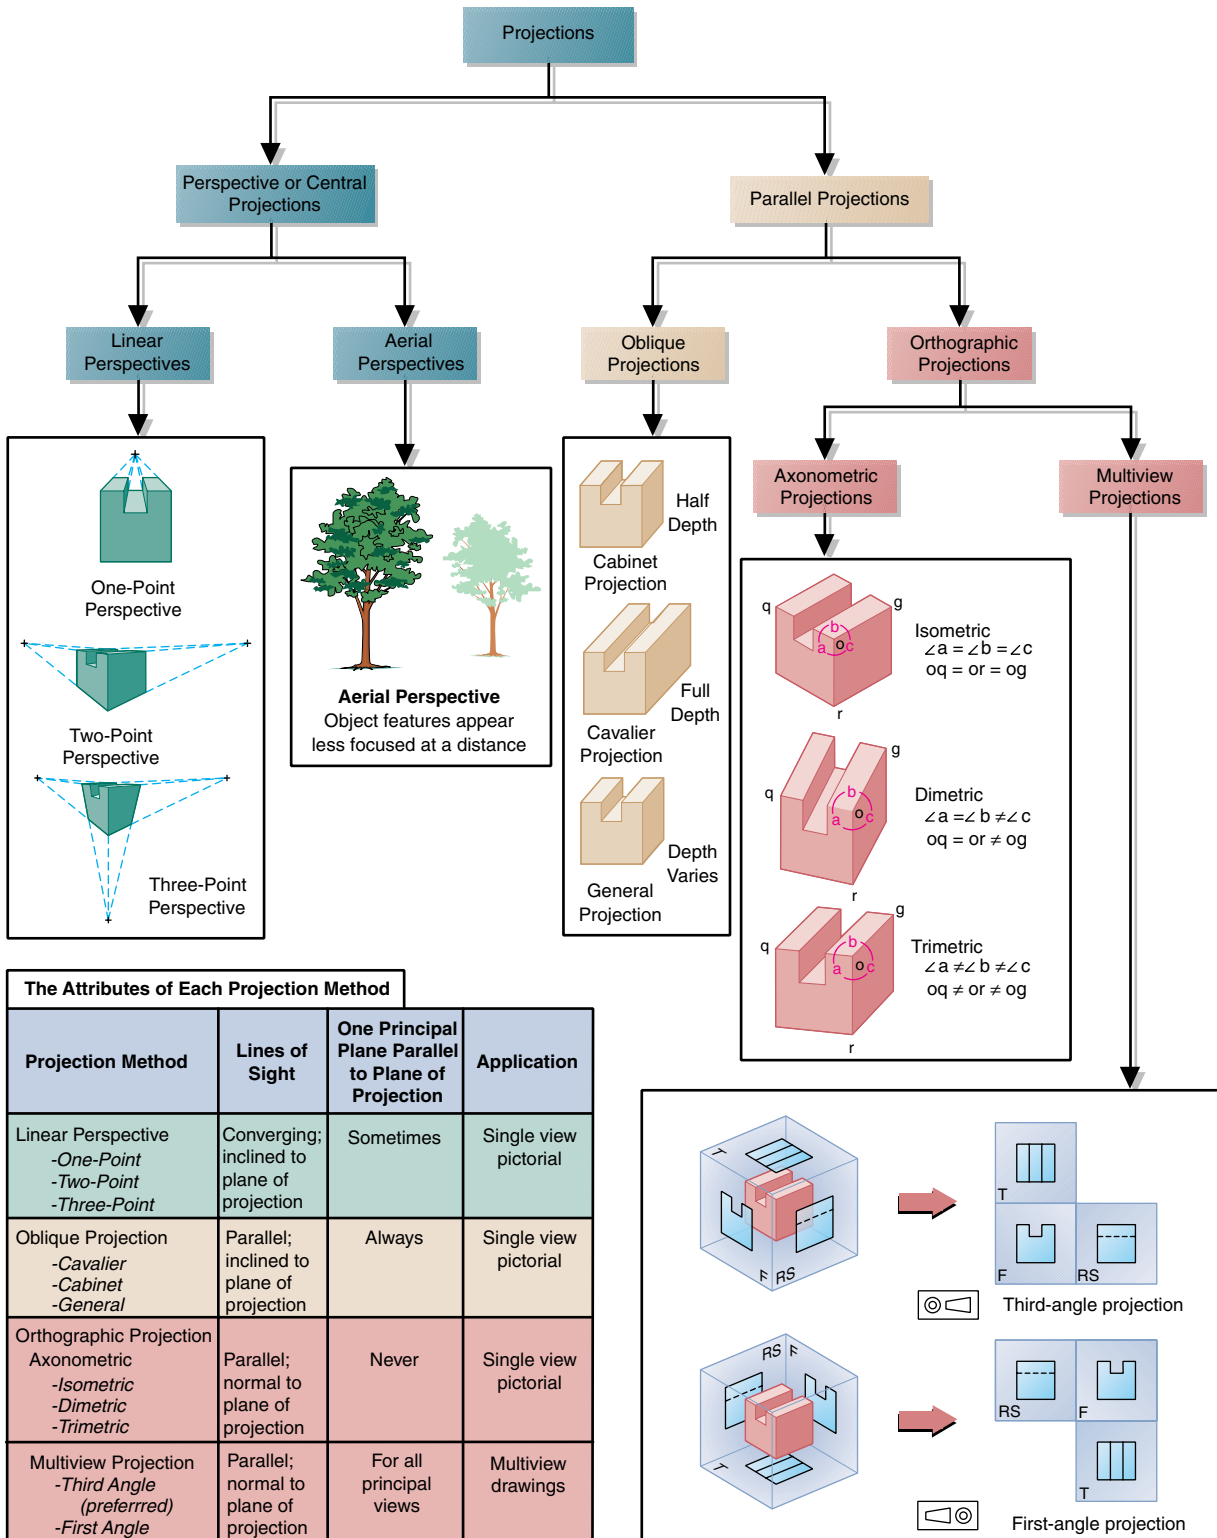 Projections
Perspective or Central
Projections
Parallel Projections
Linear
Perspectives
Aerial
Perspectives
Oblique
Projections
Orthographic
Projections
Axonometric
Projections
Multiview
Projections
One-Point
Perspective
Two-Point
Perspective
Three-Point
Perspective
Aerial Perspective
Object features appear
less focused at a distance
Half
Depth
Cabinet
Projection
Full
Depth
Cavalier
Projection
Depth
Varies
General
Projection
q
g
b
a
o
c
r
Isometric
∠a = ∠b = ∠c
oq = or = og
q
g
b
a
o
c
r
Dimetric
∠a = ∠b ≠ ∠c
oq = or ≠ og
q
g
b
a
o
c
r
Trimetric
∠a ≠ ∠b ≠ ∠c
oq ≠ or ≠ og
The Attributes of Each Projection Method
Projection Method
Lines of
Sight
One Principal
Plane Parallel
to Plane of
Projection
Application
Linear Perspective
-One-Point
-Two-Point
-Three-Point
Converging;
inclined to
plane of
projection
Sometimes
Single view
pictorial
Oblique Projection
-Cavalier
-Cabinet
-General
Parallel;
inclined to
plane of
projection
Always
Single view
pictorial
Orthographic Projection
Axonometric
-Isometric
-Dimetric
-Trimetric
Parallel;
normal to
plane of
projection
Never
Single view
pictorial
Multiview Projection
-Third Angle
(preferrred)
-First Angle
Parallel;
normal to
plane of
projection
For all
principal
views
Multiview
drawings
T
F
RS
T
F
RS
Third-angle projection
RS
F
T
RS
F
T
First-angle projection